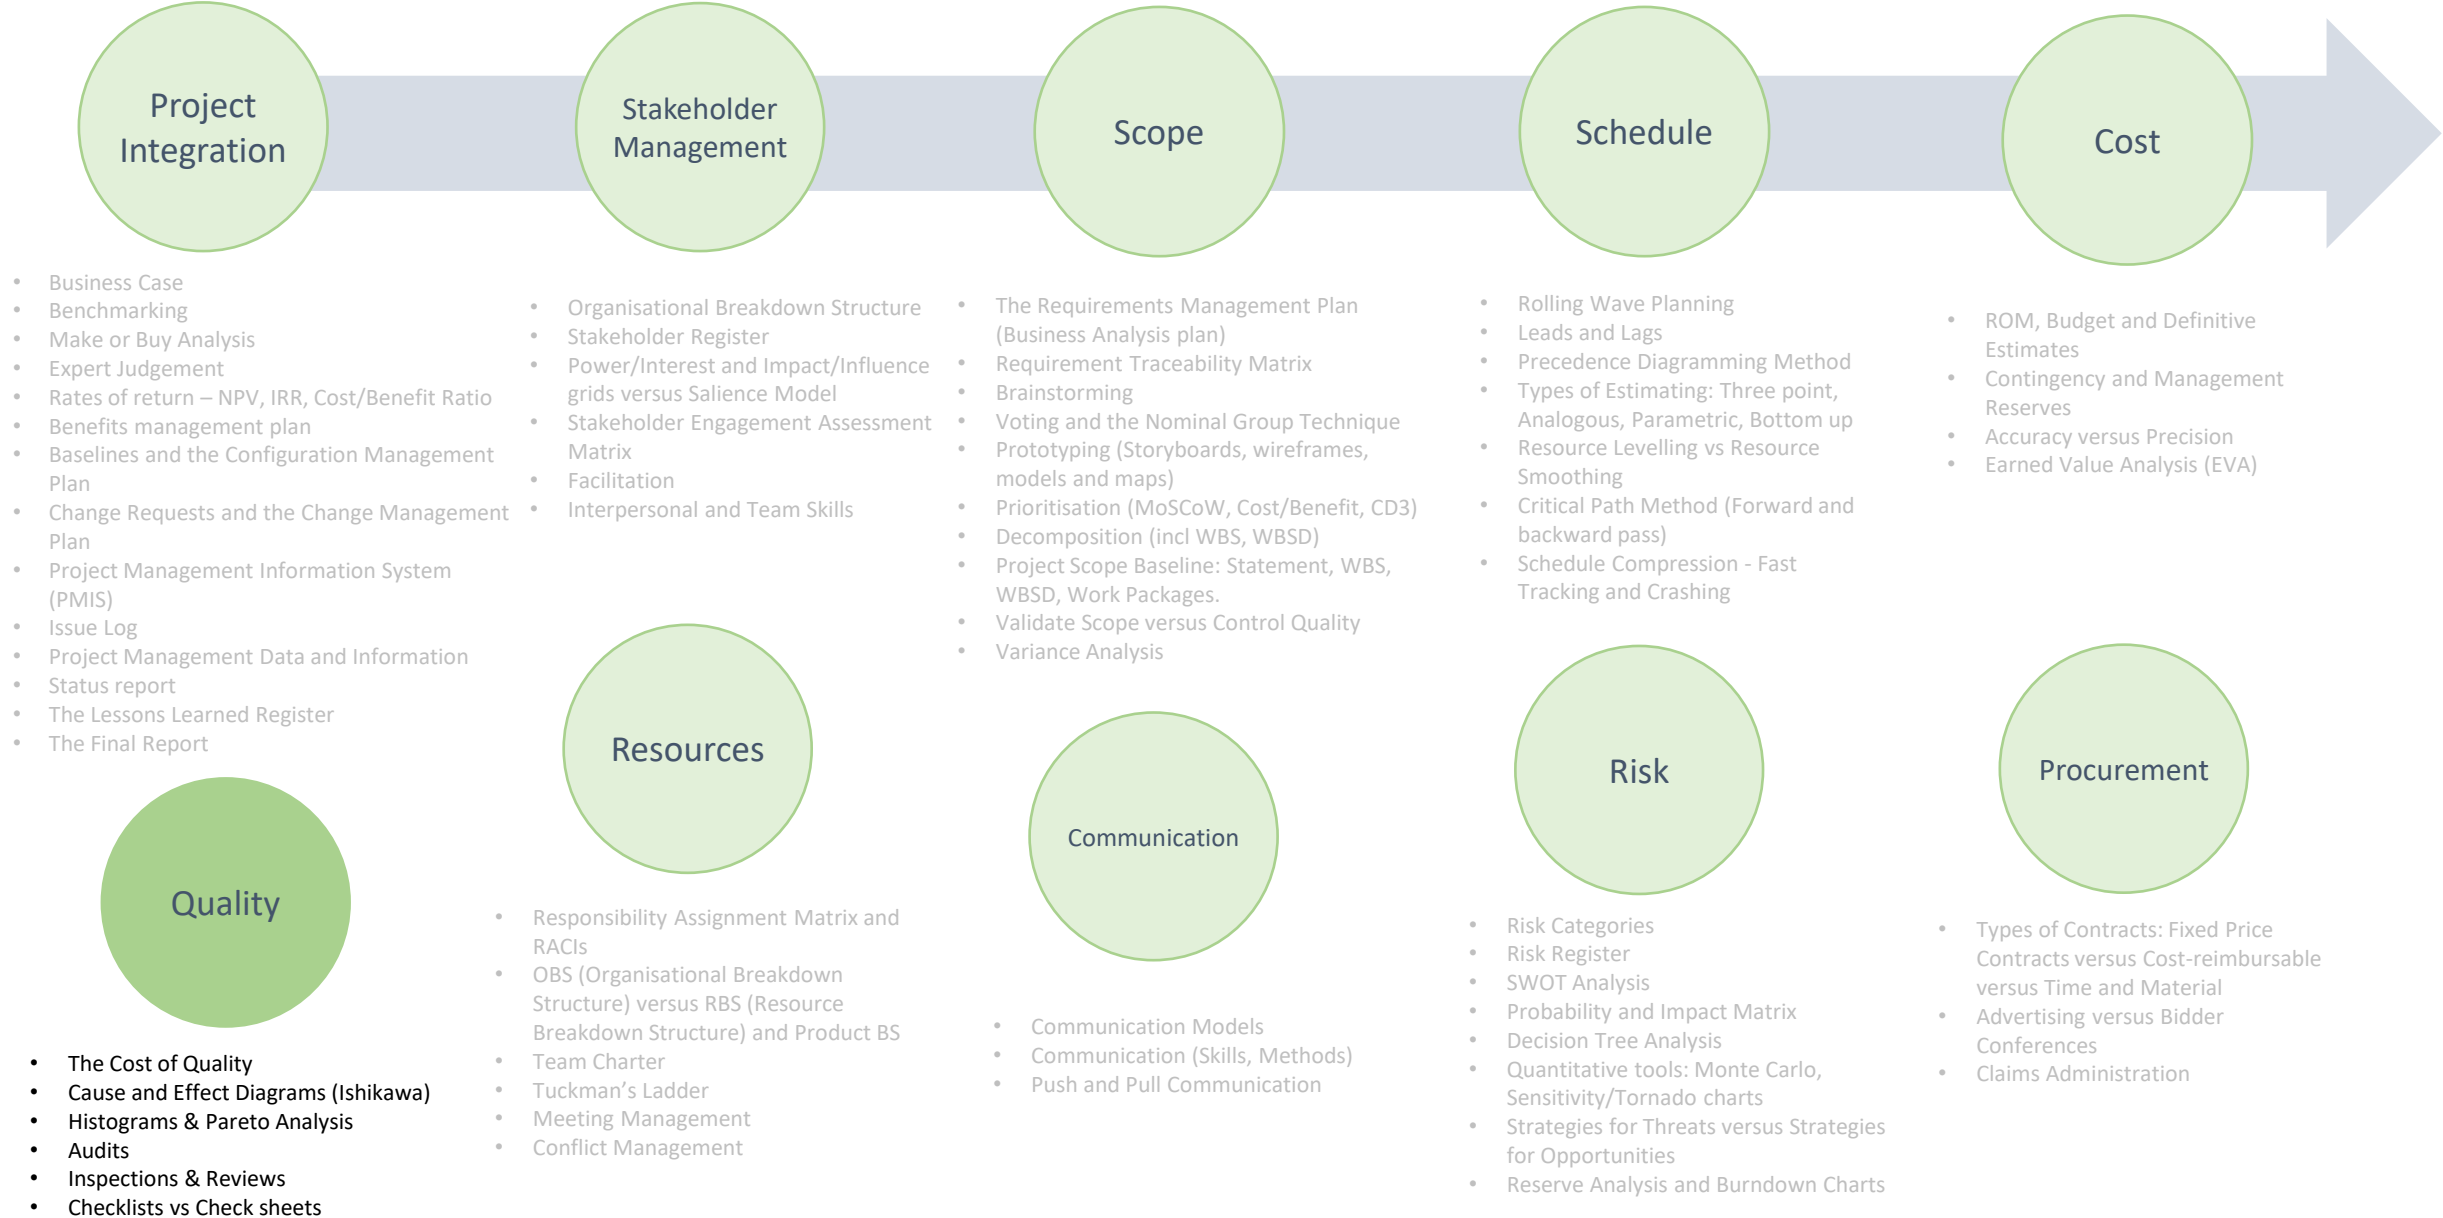 Project
Integration
Stakeholder
Management
Scope
Schedule
Cost
• Business Case
• Benchmarking
• Make or Buy Analysis
• Expert Judgement
• Rates of return – NPV, IRR, Cost/Benefit Ratio
• Benefits management plan
• Baselines and the Configuration Management
Plan
• Change Requests and the Change Management
Plan
• Project Management Information System
(PMIS)
• Issue Log
• Project Management Data and Information
• Status report
• The Lessons Learned Register
• The Final Report
• Organisational Breakdown Structure
• Stakeholder Register
• Power/Interest and Impact/Influence
grids versus Salience Model
• Stakeholder Engagement Assessment
Matrix
• Facilitation
• Interpersonal and Team Skills
• The Requirements Management Plan
(Business Analysis plan)
• Requirement Traceability Matrix
• Brainstorming
• Voting and the Nominal Group Technique
• Prototyping (Storyboards, wireframes,
models and maps)
• Prioritisation (MoSCoW, Cost/Benefit, CD3)
• Decomposition (incl WBS, WBSD)
• Project Scope Baseline: Statement, WBS,
WBSD, Work Packages.
• Validate Scope versus Control Quality
• Variance Analysis
• Rolling Wave Planning
• Leads and Lags
• Precedence Diagramming Method
• Types of Estimating: Three point,
Analogous, Parametric, Bottom up
• Resource Levelling vs Resource
Smoothing
• Critical Path Method (Forward and
backward pass)
• Schedule Compression - Fast
Tracking and Crashing
• ROM, Budget and Definitive
Estimates
• Contingency and Management
Reserves
• Accuracy versus Precision
• Earned Value Analysis (EVA)
Quality
• The Cost of Quality
• Cause and Effect Diagrams (Ishikawa)
• Histograms & Pareto Analysis
• Audits
• Inspections & Reviews
• Checklists vs Check sheets
Resources
• Responsibility Assignment Matrix and
RACIs
• OBS (Organisational Breakdown
Structure) versus RBS (Resource
Breakdown Structure) and Product BS
• Team Charter
• Tuckman’s Ladder
• Meeting Management
• Conflict Management
Communication
• Communication Models
• Communication (Skills, Methods)
• Push and Pull Communication
Risk
• Risk Categories
• Risk Register
• SWOT Analysis
• Probability and Impact Matrix
• Decision Tree Analysis
• Quantitative tools: Monte Carlo,
Sensitivity/Tornado charts
• Strategies for Threats versus Strategies
for Opportunities
• Reserve Analysis and Burndown Charts
Procurement
• Types of Contracts: Fixed Price
Contracts versus Cost-reimbursable
versus Time and Material
• Advertising versus Bidder
Conferences
• Claims Administration